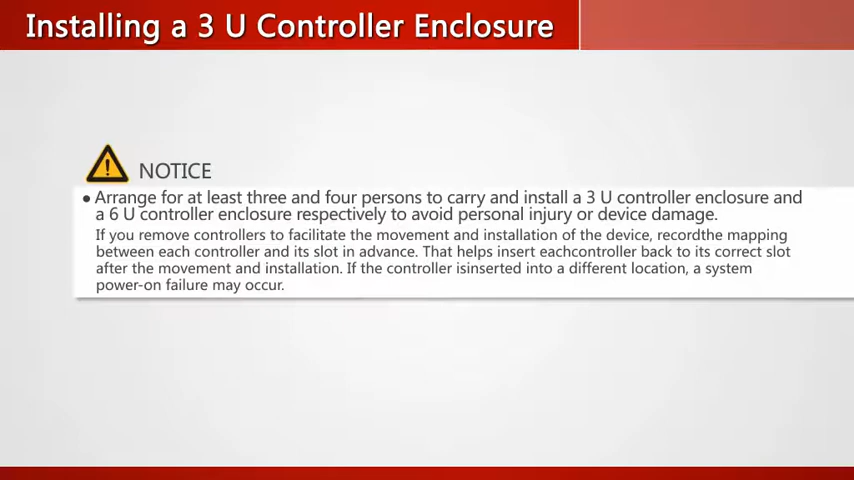 Installing a 3 U Controller Enclosure
NOTICE
● Arrange for at least three and four persons to carry and install a 3 U controller enclosure and
a 6 U controller enclosure respectively to avoid personal injury or device damage.
If you remove controllers to facilitate the movement and installation of the device, recordthe mapping
between each controller and its slot in advance. That helps insert eachcontroller back to its correct slot
after the movement and installation. If the controller isinserted into a different location, a system
power-on failure may occur.